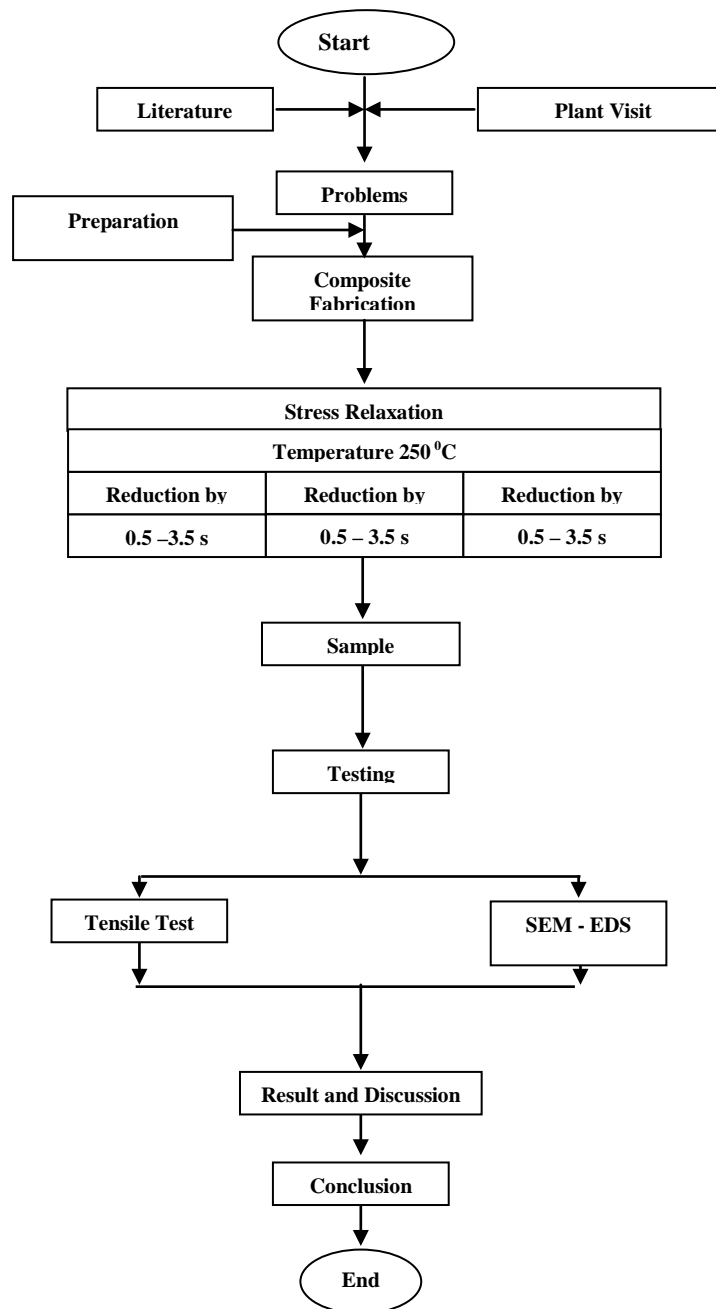 Start
Literature
Plant Visit
Problems
Preparation
Composite
Fabrication
Stress Relaxation
Temperature 250 ⁰C
Reduction by
Reduction by
Reduction by
0.5 –3.5 s
0.5 – 3.5 s
0.5 – 3.5 s
Sample
Testing
Tensile Test
SEM - EDS
Result and Discussion
Conclusion
End